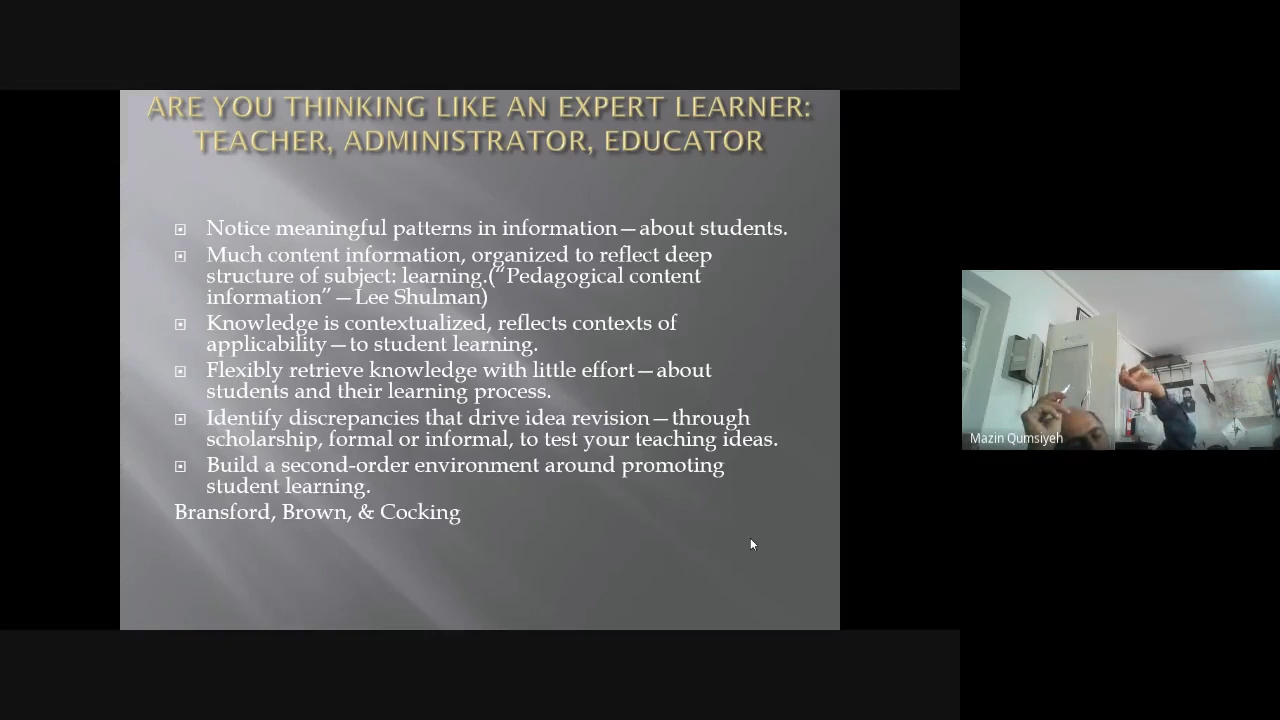 ARE YOU THINKING LIKE AN EXPERT LEARNER:
TEACHER, ADMINISTRATOR, EDUCATOR
Notice meaningful patterns in information—about students.
Much content information, organized to reflect deep
structure of subject: learning.("Pedagogical content
information"—Lee Shulman)
Knowledge is contextualized, reflects contexts of
applicability—to student learning.
Flexibly retrieve knowledge with little effort—about
students and their learning process.
Identify discrepancies that drive idea revision—through
scholarship, formal or informal, to test your teaching ideas.
Build a second-order environment around promoting
student learning.
Bransford, Brown, & Cocking
Mazin Qumsiyeh